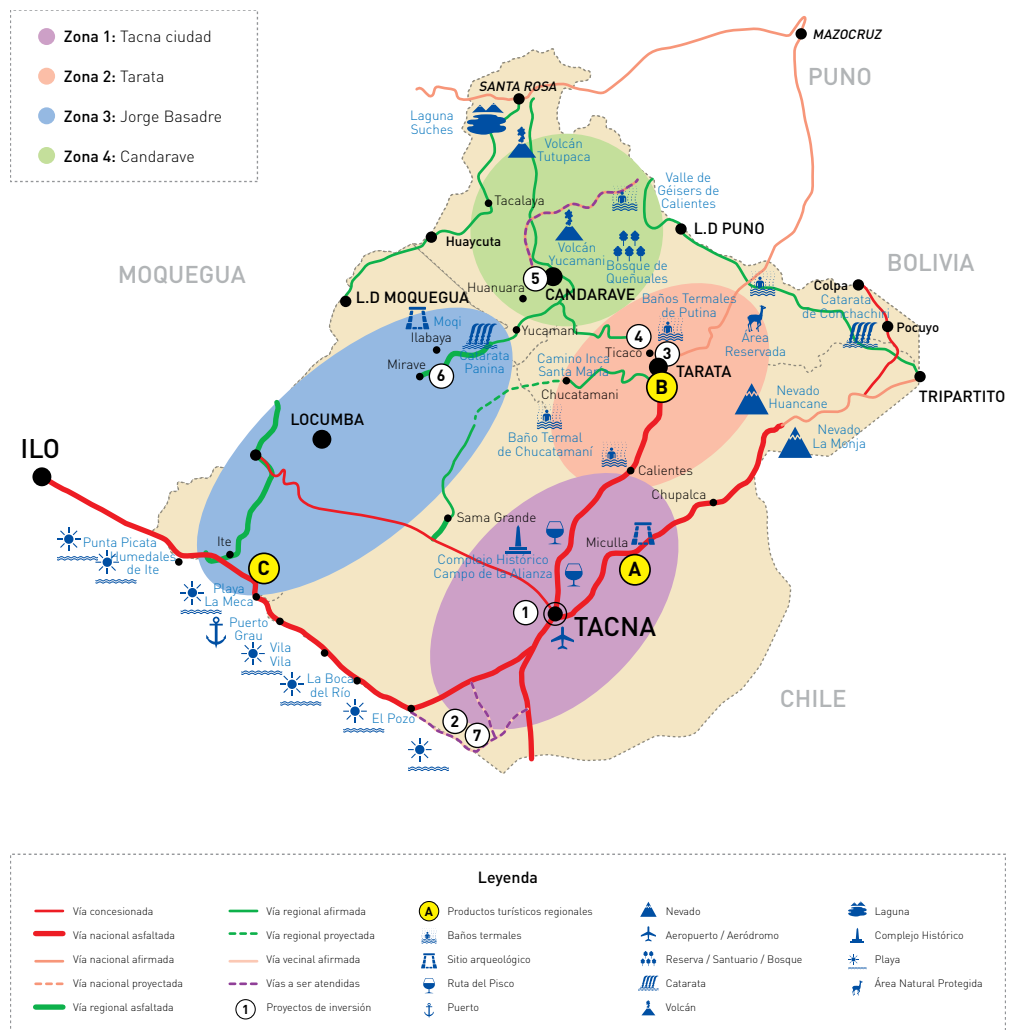 Zona 1: Tacna ciudad
Zona 2: Tarata
Zona 3: Jorge Basadre
Zona 4: Candarave
MAZOCRUZ
PUNO
SANTA ROSA
Laguna
Suches
Volcán
Tutupaca
Valle de
Géisers de
Calientes
Tacalaya
L.D PUNO
Huaycuta
Volcán
Yucamani
Bosque de
Queñuales
BOLIVIA
MOQUEGUA
5
CANDARAVE
Huanuara
L.D MOQUEGUA
Baños Termales
de Putina
Colpa
Catarata
de Conchachiri
Pocuyo
Moqi
Ilabaya
Yucamani
Catarata
Panina
4
Ticaco
3
TARATA
Área
Reservada
Mirave
6
Camino Inca
Santa María
Chucatamani
B
TRIPARTITO
Nevado
Huancane
Nevado
La Monja
LOCUMBA
Baño Termal
de Chucatamaní
ILO
Calientes
Chupalca
Sama Grande
Punta Picata
Humedales
de Ite
Ite
C
Complejo Histórico
Campo de la Alianza
Miculla
A
Playa
La Meca
1
TACNA
Puerto
Grau
Vila
Vila
La Boca
del Río
El Pozo
2
7
CHILE
Leyenda
Vía concesionada
Vía nacional asfaltada
Vía nacional afirmada
Vía nacional proyectada
Vía regional asfaltada
Vía regional afirmada
Vía regional proyectada
Vía vecinal afirmada
Vías a ser atendidas
1 Proyectos de inversión
A Productos turísticos regionales
Baños termales
Sitio arqueológico
Ruta del Pisco
Puerto
Nevado
Aeropuerto / Aeródromo
Reserva / Santuario / Bosque
Catarata
Volcán
Laguna
Complejo Histórico
Playa
Área Natural Protegida